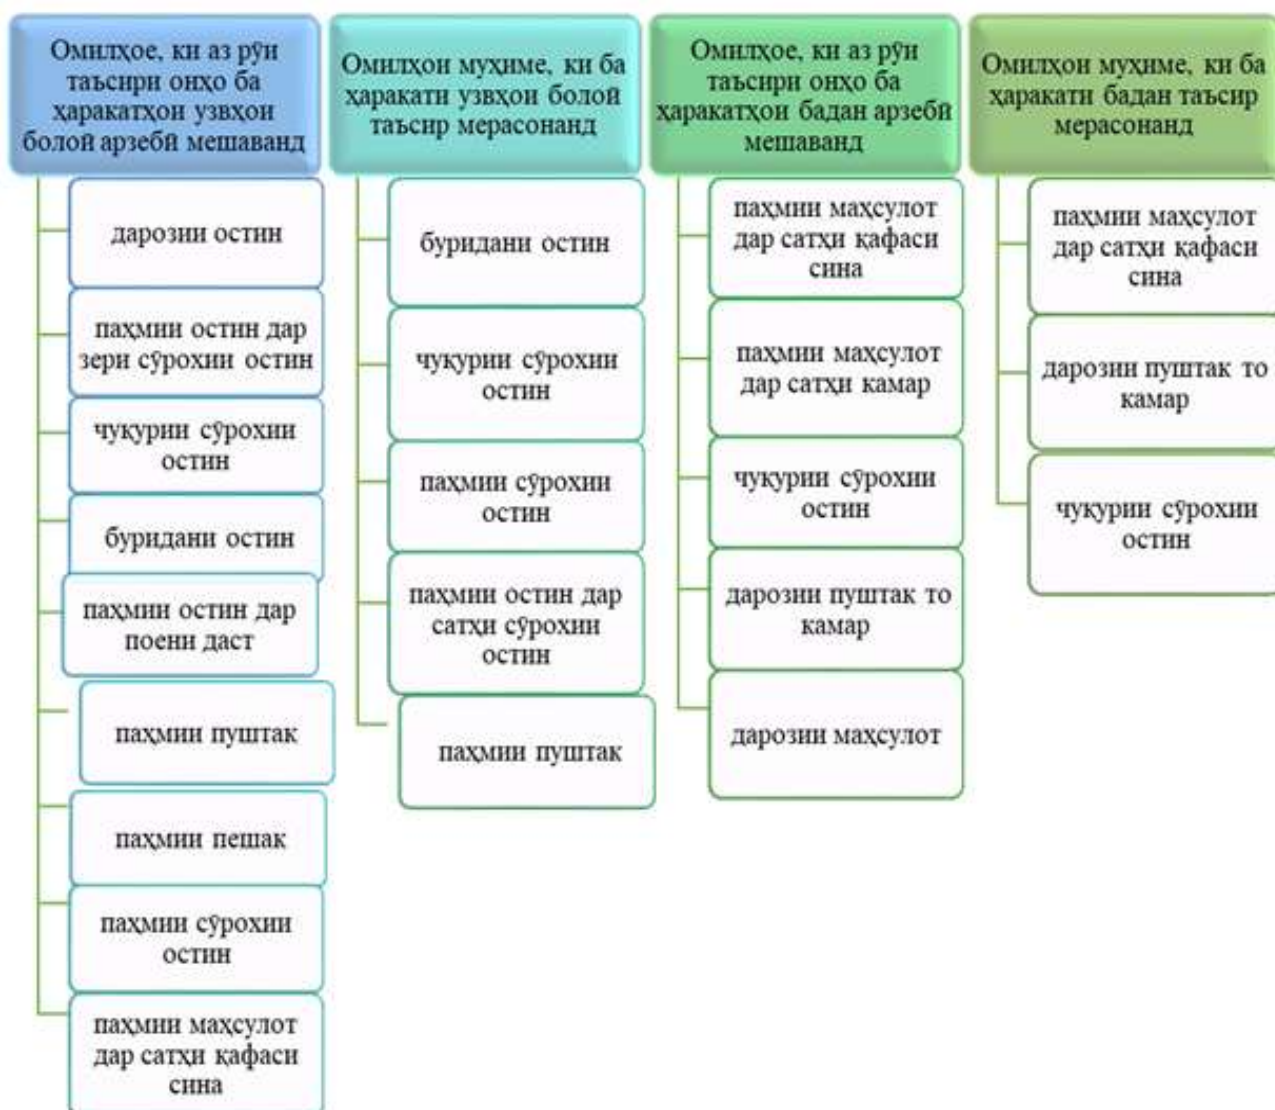 Омилҳое, ки аз рӯи
таъсири онҳо ба
ҳаракатҳои узвҳои
болоӣ арзебӣ мешаванд
дарозии остин
паҳмии остин дар
зери сӯрохии остин
чуқурии сӯрохии
остин
буридани остин
паҳмии остин дар
поени даст
паҳмии пуштак
паҳмии пешак
паҳмии сӯрохии
остин
паҳмии маҳсулот
дар сатҳи қафаси
сина
Омилҳои муҳиме, ки ба
ҳаракати узвҳои болоӣ
таъсир мерасонанд
буридани остин
чуқурии сӯрохии
остин
паҳмии сӯрохии
остин
паҳмии остин дар
сатҳи сӯрохии
остин
паҳмии пуштак
Омилҳое, ки аз рӯи
таъсири онҳо ба
ҳаракатҳои бадан арзебӣ
мешаванд
паҳмии маҳсулот
дар сатҳи қафаси
сина
паҳмии маҳсулот
дар сатҳи камар
чуқурии сӯрохии
остин
дарозии пуштак то
камар
дарозии маҳсулот
Омилҳои муҳиме, ки ба
ҳаракати бадан таъсир
мерасонанд
паҳмии маҳсулот
дар сатҳи қафаси
сина
дарозии пуштак то
камар
чуқурии сӯрохии
остин